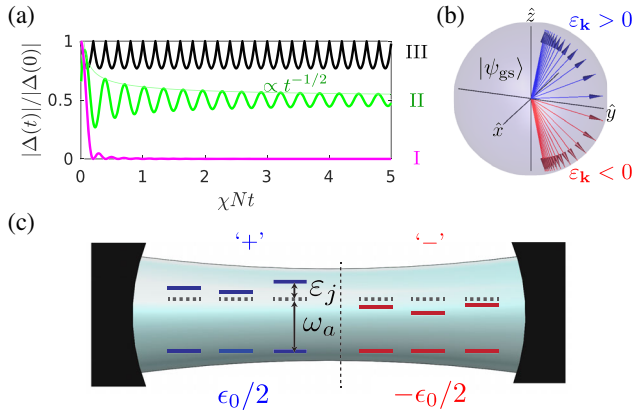 (a)
|Δ(t)|/|Δ(0)|
1
0.5
0
∝ t^{-1/2}
III
II
I
0 1 2 3 4 5
χNt
(b)
ε_k > 0
ẑ
|ψ_gs⟩
x̂
ŷ
ε_k < 0
(c)
'+'
'−'
ε_j
ω_a
ϵ_0/2
−ϵ_0/2